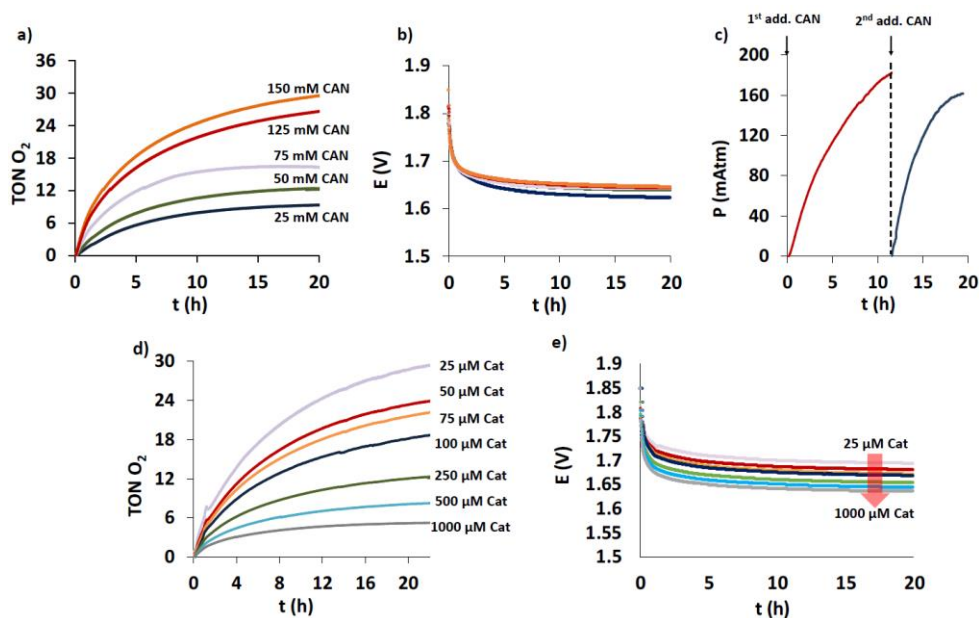 a)
TON O2
36
30
24
18
12
6
0
150 mM CAN
125 mM CAN
75 mM CAN
50 mM CAN
25 mM CAN
0 5 10 15 20
t (h)
b)
E (V)
1.9
1.8
1.7
1.6
1.5
0 5 10 15 20
t (h)
c)
1st add. CAN 2nd add. CAN
P (mAtm)
200
160
120
80
40
0
0 5 10 15 20
t (h)
d)
TON O2
30
24
18
12
6
0
25 µM Cat
50 µM Cat
75 µM Cat
100 µM Cat
250 µM Cat
500 µM Cat
1000 µM Cat
0 4 8 12 16 20
t (h)
e)
E (V)
1.9
1.85
1.8
1.75
1.7
1.65
1.6
1.55
1.5
25 µM Cat
1000 µM Cat
0 5 10 15 20
t (h)